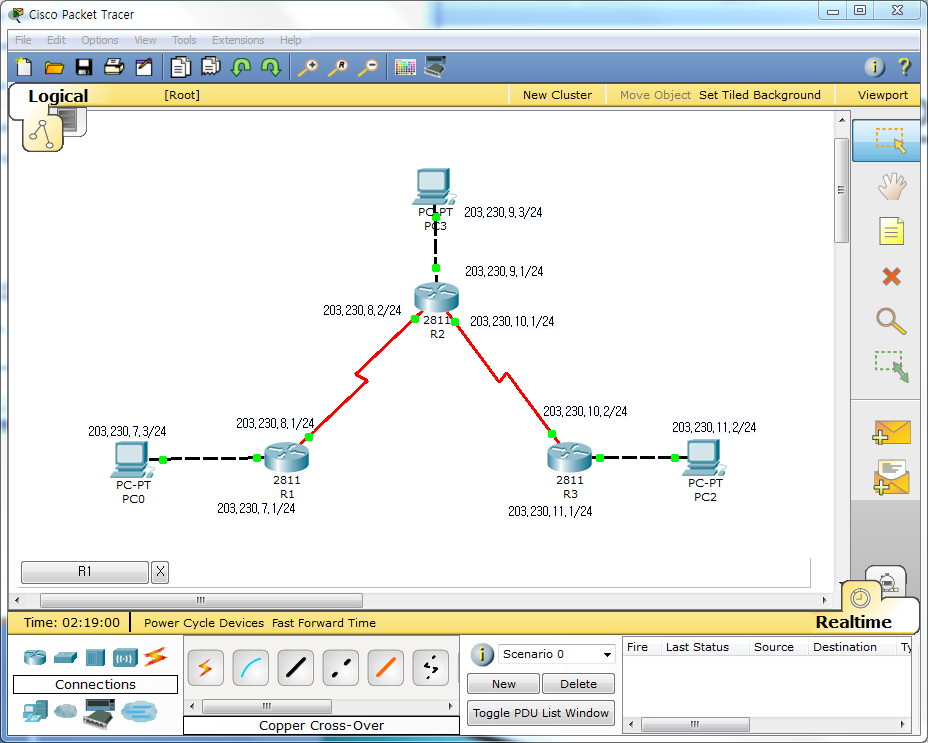 Cisco Packet Tracer
File Edit Options View Tools Extensions Help
Logical [Root] New Cluster Move Object Set Tiled Background Viewport
PC-PT
PC3
203,230,9,3/24
203,230,9,1/24
203,230,8,2/24
2811
R2
203,230,10,1/24
203,230,10,2/24
203,230,8,1/24
203,230,7,3/24
203,230,11,2/24
PC-PT
PC0
2811
R1
203,230,7,1/24
2811
R3
203,230,11,1/24
PC-PT
PC2
R1 X
Time: 02:19:00 Power Cycle Devices Fast Forward Time Realtime
Connections
Copper Cross-Over
i Scenario 0
New Delete
Toggle PDU List Window
Fire Last Status Source Destination Ty